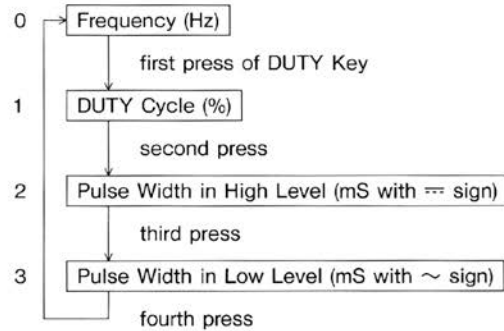 0 Frequency (Hz)
first press of DUTY Key
1 DUTY Cycle (%)
second press
2 Pulse Width in High Level (mS with ⎓ sign)
third press
3 Pulse Width in Low Level (mS with ~ sign)
fourth press